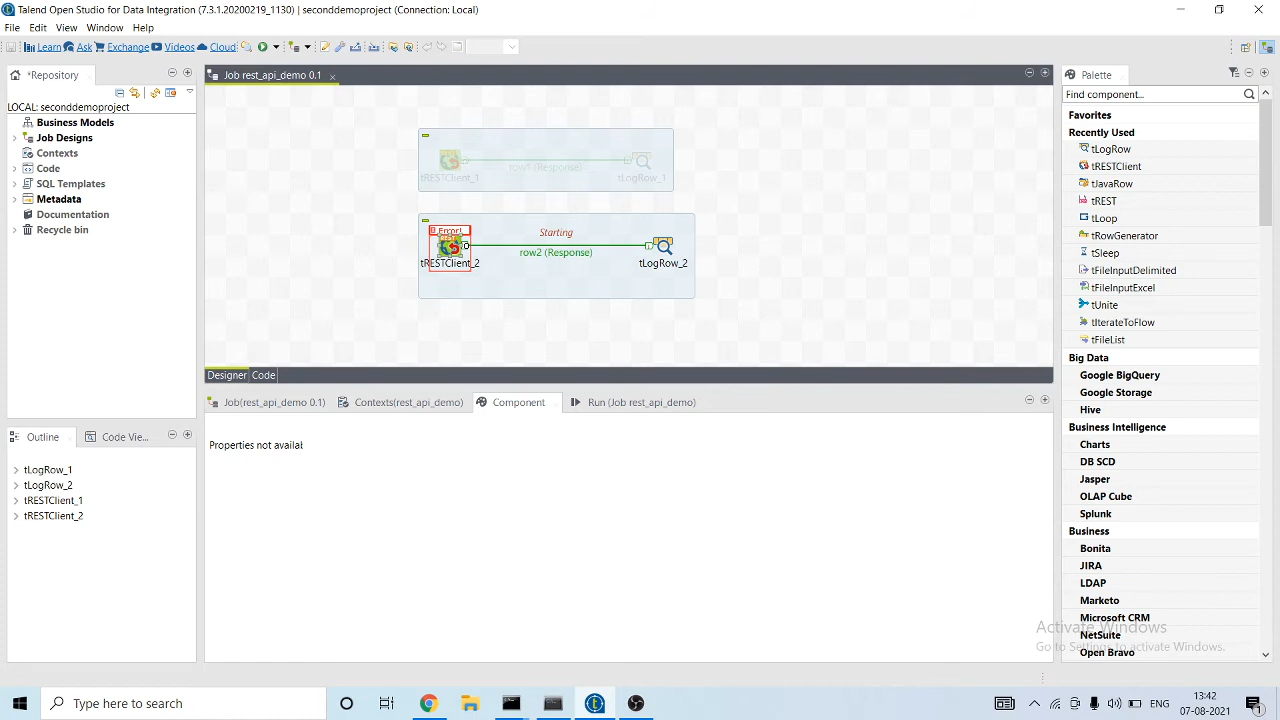 Talend Open Studio for Data Integration (7.3.1.20200219_1130) | seconddemoproject (Connection: Local)
File Edit View Window Help
Learn Ask Exchange Videos Cloud
*Repository
LOCAL: seconddemoproject
Business Models
Job Designs
Contexts
Code
SQL Templates
Metadata
Documentation
Recycle bin
Outline Code Vie...
tLogRow_1
tLogRow_2
tRESTClient_1
tRESTClient_2
Job rest_api_demo 0.1
row1 (Response)
tRESTClient_1
tLogRow_1
Error!
Starting
row2 (Response)
tRESTClient_2
tLogRow_2
Designer Code
Job(rest_api_demo 0.1) Contexts(rest_api_demo) Component Run (Job rest_api_demo)
Properties not availal
Palette
Find component...
Favorites
Recently Used
tLogRow
tRESTClient
tJavaRow
tREST
tLoop
tRowGenerator
tSleep
tFileInputDelimited
tFileInputExcel
tUnite
tIterateToFlow
tFileList
Big Data
Google BigQuery
Google Storage
Hive
Business Intelligence
Charts
DB SCD
Jasper
OLAP Cube
Splunk
Business
Bonita
JIRA
LDAP
Marketo
Microsoft CRM
NetSuite
Open Bravo
Activate Windows
Go to Settings to activate Windows.
Type here to search
ENG
13:42
07-08-2021
1